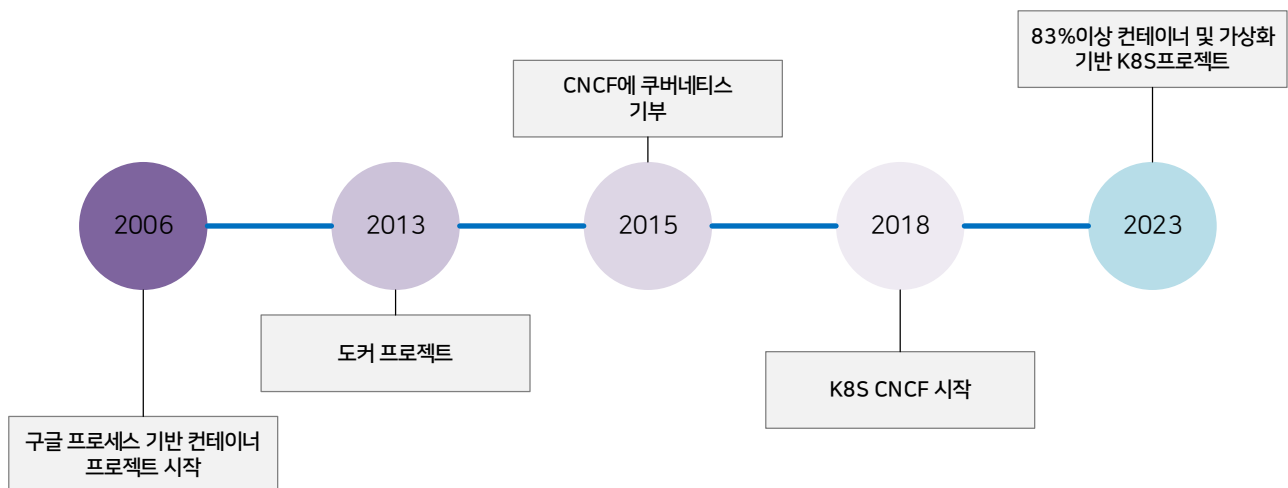 83%이상 컨테이너 및 가상화
기반 K8S프로젝트
CNCF에 쿠버네티스
기부
2006
2013
2015
2018
2023
도커 프로젝트
K8S CNCF 시작
구글 프로세스 기반 컨테이너
프로젝트 시작